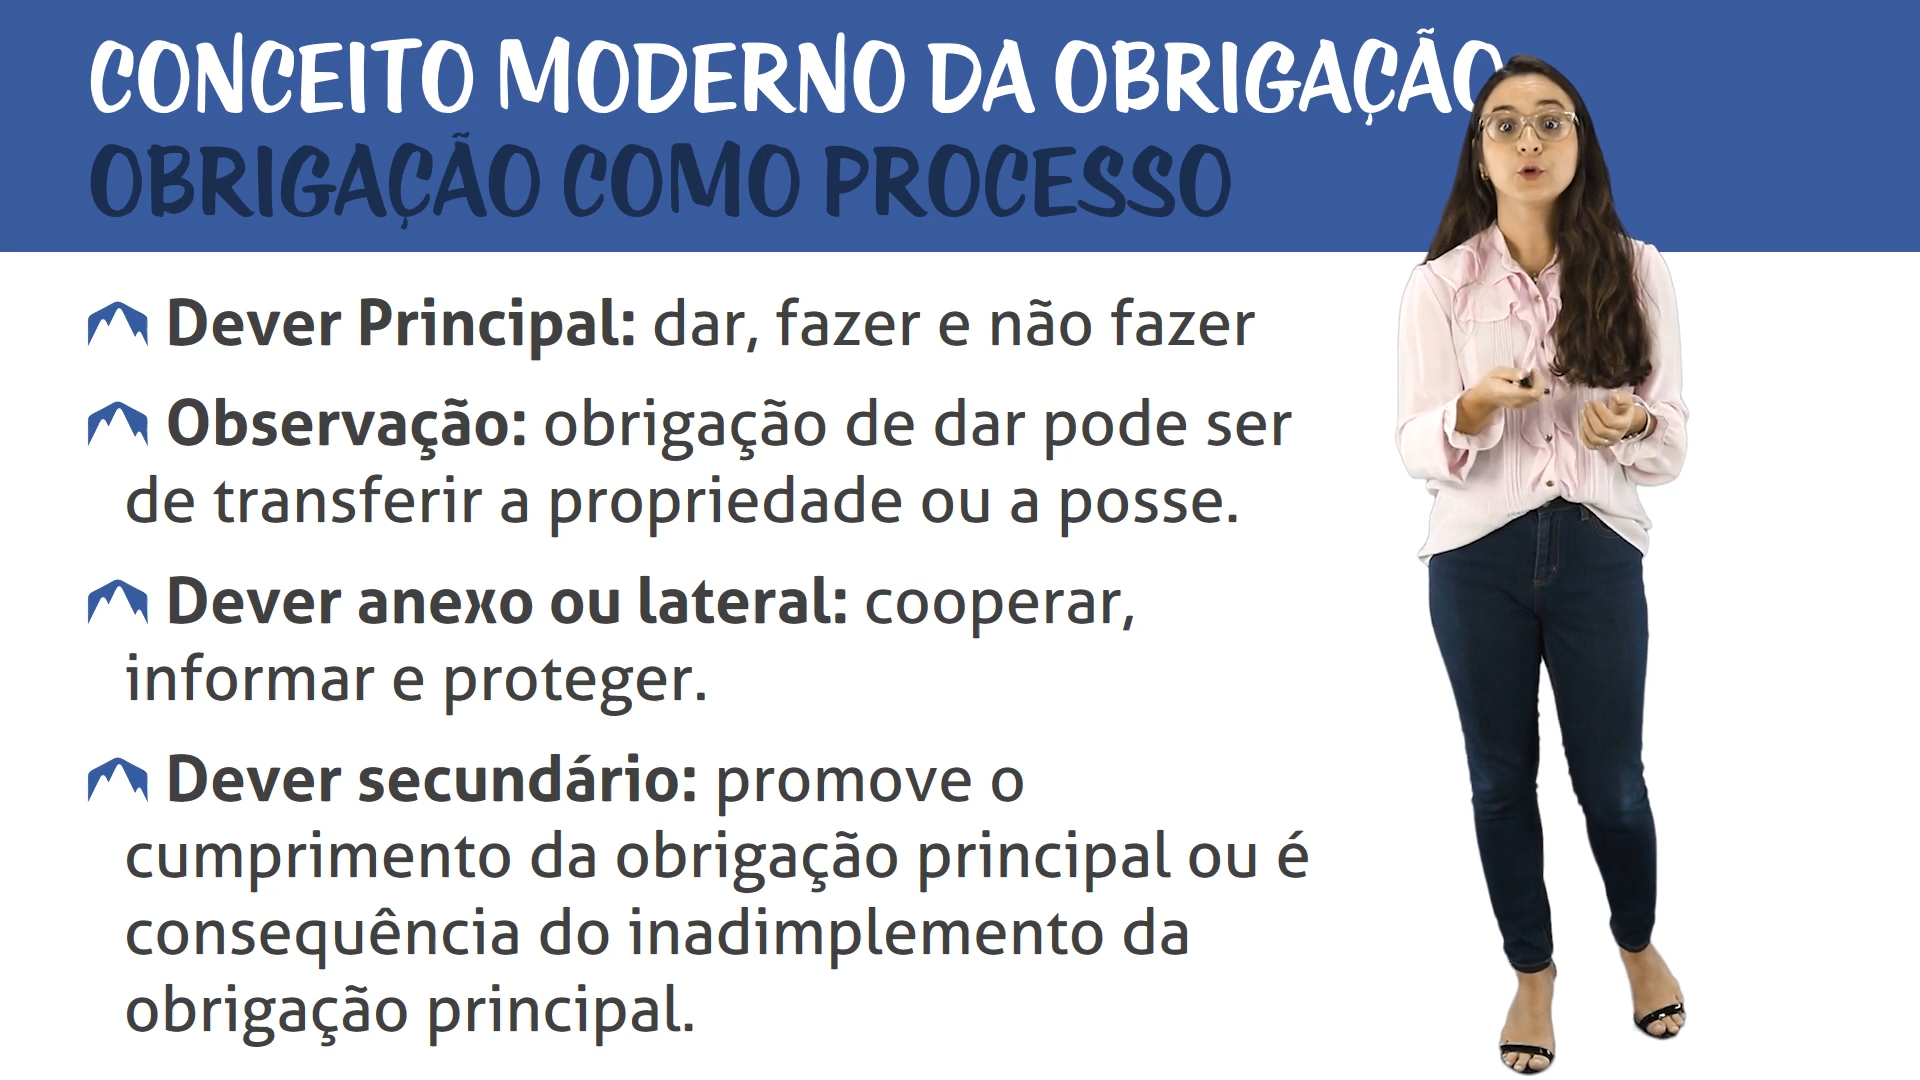 CONCEITO MODERNO DA OBRIGAÇÃO
OBRIGAÇÃO COMO PROCESSO
Dever Principal: dar, fazer e não fazer
Observação: obrigação de dar pode ser
de transferir a propriedade ou a posse.
Dever anexo ou lateral: cooperar,
informar e proteger.
Dever secundário: promove o
cumprimento da obrigação principal ou é
consequência do inadimplemento da
obrigação principal.